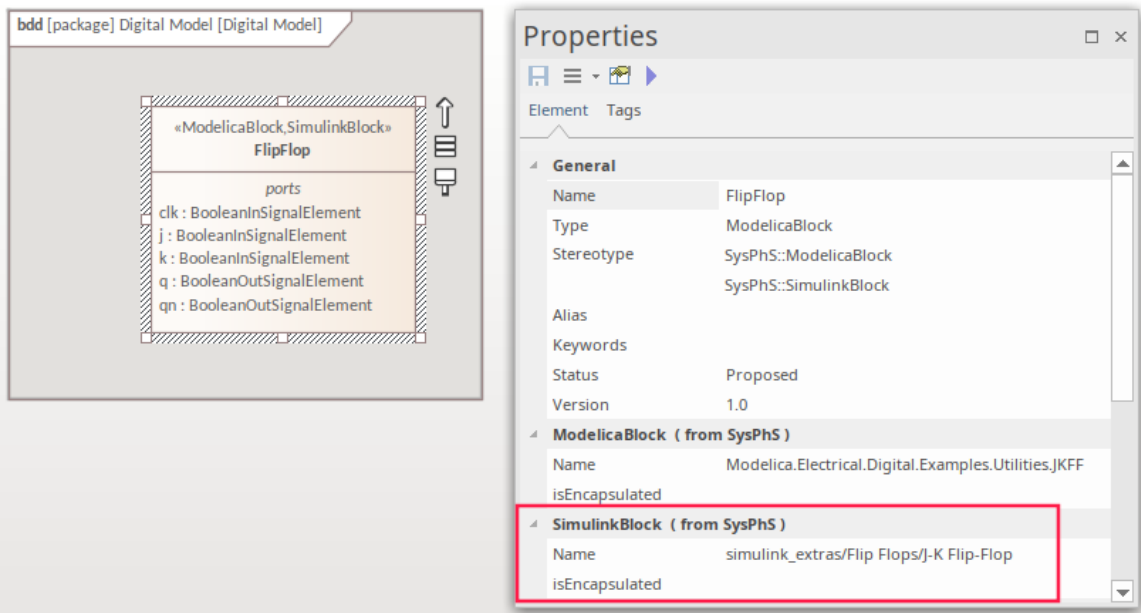 bdd [package] Digital Model [Digital Model]
«ModelicaBlock,SimulinkBlock»
FlipFlop
ports
clk : BooleanInSignalElement
j : BooleanInSignalElement
k : BooleanInSignalElement
q : BooleanOutSignalElement
qn : BooleanOutSignalElement
Properties
Element Tags
General
Name FlipFlop
Type ModelicaBlock
Stereotype SysPhS::ModelicaBlock
SysPhS::SimulinkBlock
Alias
Keywords
Status Proposed
Version 1.0
ModelicaBlock ( from SysPhS )
Name Modelica.Electrical.Digital.Examples.Utilities.JKFF
isEncapsulated
SimulinkBlock ( from SysPhS )
Name simulink_extras/Flip Flops/J-K Flip-Flop
isEncapsulated